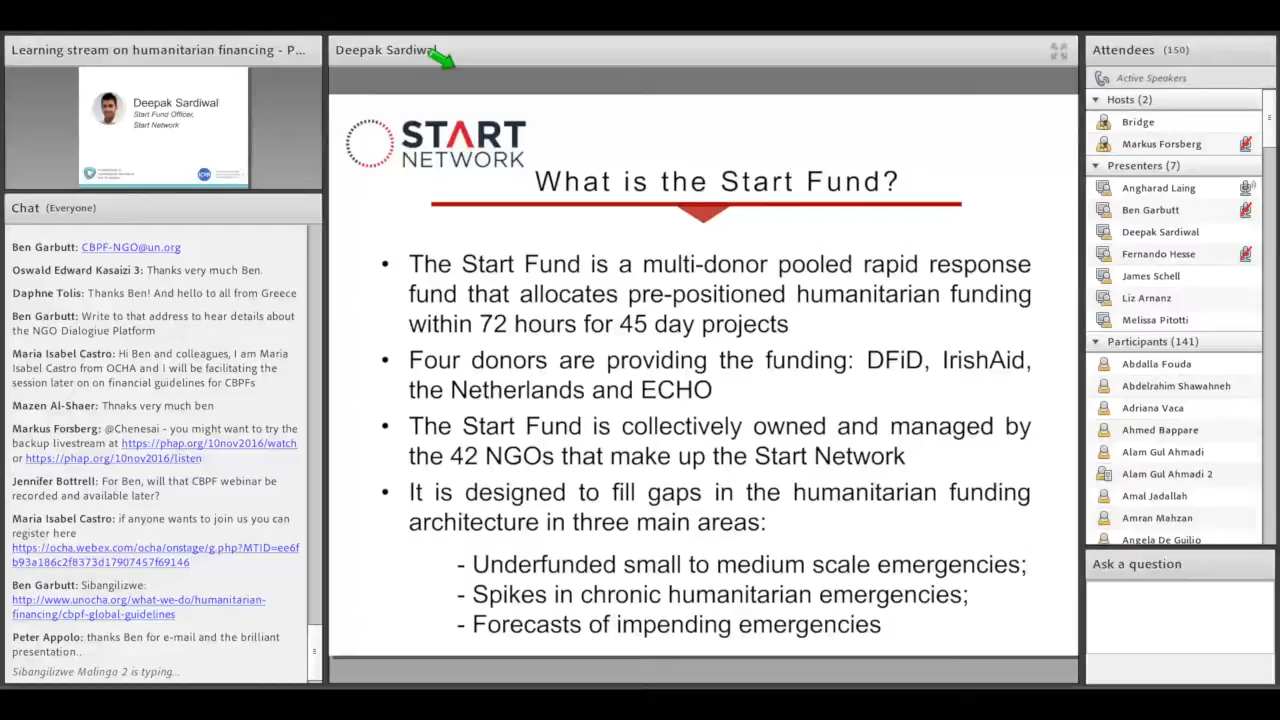 Learning stream on humanitarian financing - P...
Deepak Sardiwal
Start Fund Officer,
Start Network
Chat (Everyone)
Ben Garbutt: CBPF-NGO@un.org
Oswald Edward Kasaizi 3: Thanks very much Ben.
Daphne Tolis: Thanks Ben! And hello to all from Greece
Ben Garbutt: Write to that address to hear details about
the NGO Dialogiue Platform
Maria Isabel Castro: Hi Ben and colleagues, I am Maria
Isabel Castro from OCHA and I will be facilitating the
session later on on financial guidelines for CBPFs
Mazen Al-Shaer: Thnaks very much ben
Markus Forsberg: @Chenesai - you might want to try the
backup livestream at https://phap.org/10nov2016/watch
or https://phap.org/10nov2016/listen
Jennifer Bottrell: For Ben, will that CBPF webinar be
recorded and available later?
Maria Isabel Castro: if anyone wants to join us you can
register here
https://ocha.webex.com/ocha/onstage/g.php?MTID=ee6f
b93a186c2f8373d17907457f69146
Ben Garbutt: Sibangilizwe:
http://www.unocha.org/what-we-do/humanitarian-
financing/cbpf-global-guidelines
Peter Appolo: thanks Ben for e-mail and the brilliant
presentation..
Sibangilizwe Malinga 2 is typing...
Deepak Sardiwal
START
NETWORK
What is the Start Fund?
• The Start Fund is a multi-donor pooled rapid response
fund that allocates pre-positioned humanitarian funding
within 72 hours for 45 day projects
• Four donors are providing the funding: DFiD, IrishAid,
the Netherlands and ECHO
• The Start Fund is collectively owned and managed by
the 42 NGOs that make up the Start Network
• It is designed to fill gaps in the humanitarian funding
architecture in three main areas:
- Underfunded small to medium scale emergencies;
- Spikes in chronic humanitarian emergencies;
- Forecasts of impending emergencies
Attendees (150)
Active Speakers
Hosts (2)
Bridge
Markus Forsberg
Presenters (7)
Angharad Laing
Ben Garbutt
Deepak Sardiwal
Fernando Hesse
James Schell
Liz Arnanz
Melissa Pitotti
Participants (141)
Abdalla Fouda
Abdelrahim Shawahneh
Adriana Vaca
Ahmed Bappare
Alam Gul Ahmadi
Alam Gul Ahmadi 2
Amal Jadallah
Amran Mahzan
Angela De Guilio
Ask a question